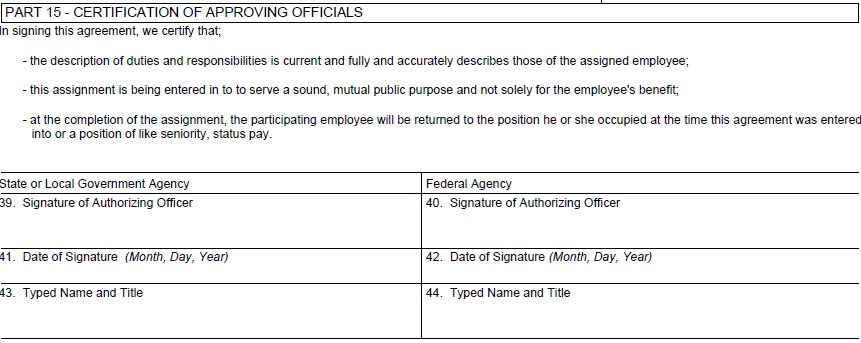 PART 15 - CERTIFICATION OF APPROVING OFFICIALS
In signing this agreement, we certify that;
- the description of duties and responsibilities is current and fully and accurately describes those of the assigned employee;
- this assignment is being entered in to to serve a sound, mutual public purpose and not solely for the employee's benefit;
- at the completion of the assignment, the participating employee will be returned to the position he or she occupied at the time this agreement was entered
into or a position of like seniority, status pay.
State or Local Government Agency
Federal Agency
39. Signature of Authorizing Officer
40. Signature of Authorizing Officer
41. Date of Signature (Month, Day, Year)
42. Date of Signature (Month, Day, Year)
43. Typed Name and Title
44. Typed Name and Title